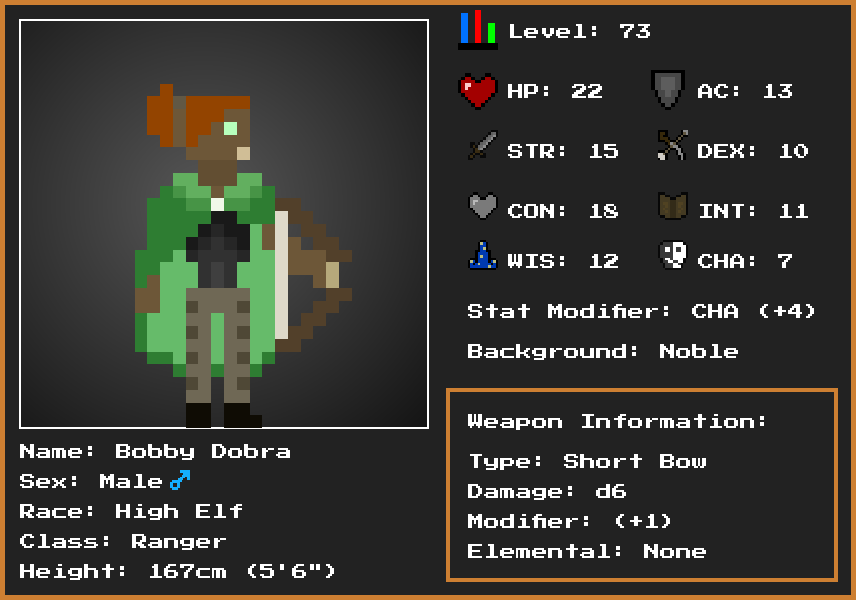 Level: 73
HP: 22
AC: 13
STR: 15
DEX: 10
CON: 18
INT: 11
WIS: 12
CHA: 7
Stat Modifier: CHA (+4)
Background: Noble
Weapon Information:
Type: Short Bow
Damage: d6
Modifier: (+1)
Elemental: None
Name: Bobby Dobra
Sex: Male♂
Race: High Elf
Class: Ranger
Height: 167cm (5'6")